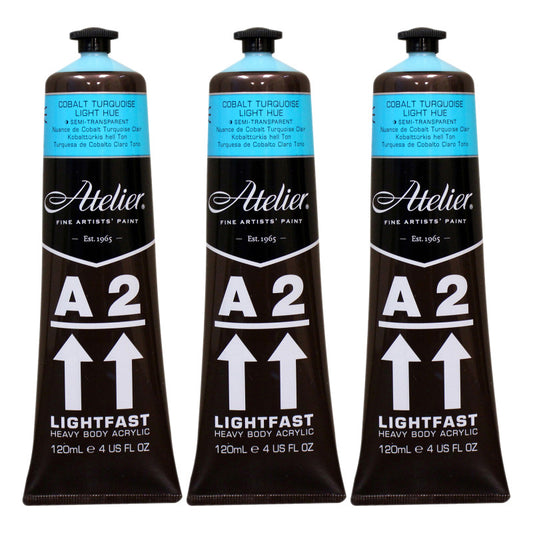 COBALT TURQUOISE
LIGHT HUE
SEMI-TRANSPARENT
Nuance de Cobalt Turquoise Clair
Kobalttürkis hell Ton
Turquesa de Cobalto Claro Tono
Atelier®
FINE ARTISTS' PAINT
— Est. 1965 —
A 2
LIGHTFAST
HEAVY BODY ACRYLIC
120mL e 4 US FL OZ
COBALT TURQUOISE
LIGHT HUE
SEMI-TRANSPARENT
Nuance de Cobalt Turquoise Clair
Kobalttürkis hell Ton
Turquesa de Cobalto Claro Tono
Atelier®
FINE ARTISTS' PAINT
— Est. 1965 —
A 2
LIGHTFAST
HEAVY BODY ACRYLIC
120mL e 4 US FL OZ
COBALT TURQUOISE
LIGHT HUE
SEMI-TRANSPARENT
Nuance de Cobalt Turquoise Clair
Kobalttürkis hell Ton
Turquesa de Cobalto Claro Tono
Atelier®
FINE ARTISTS' PAINT
— Est. 1965 —
A 2
LIGHTFAST
HEAVY BODY ACRYLIC
120mL e 4 US FL OZ